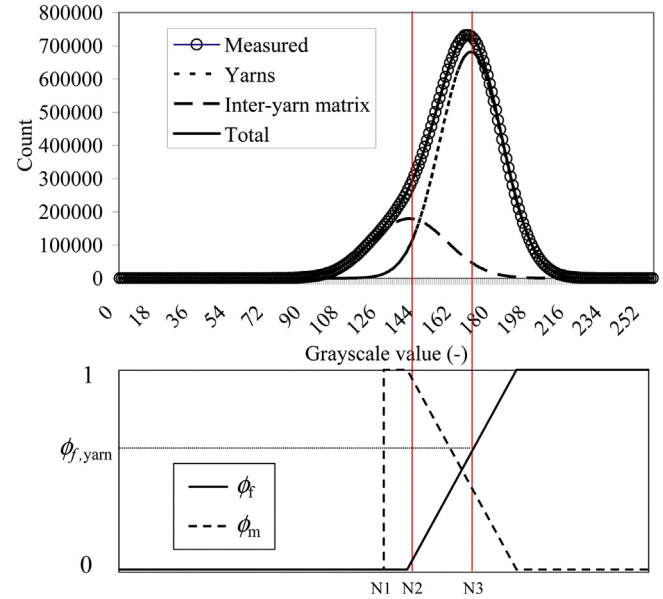 800000
700000
600000
500000
400000
300000
200000
100000
0
Count
Measured
Yarns
Inter-yarn matrix
Total
0 18 36 54 72 90 108 126 144 162 180 198 216 234 252
Grayscale value (-)
1
ϕf,yarn
0
ϕf
ϕm
N1 N2 N3